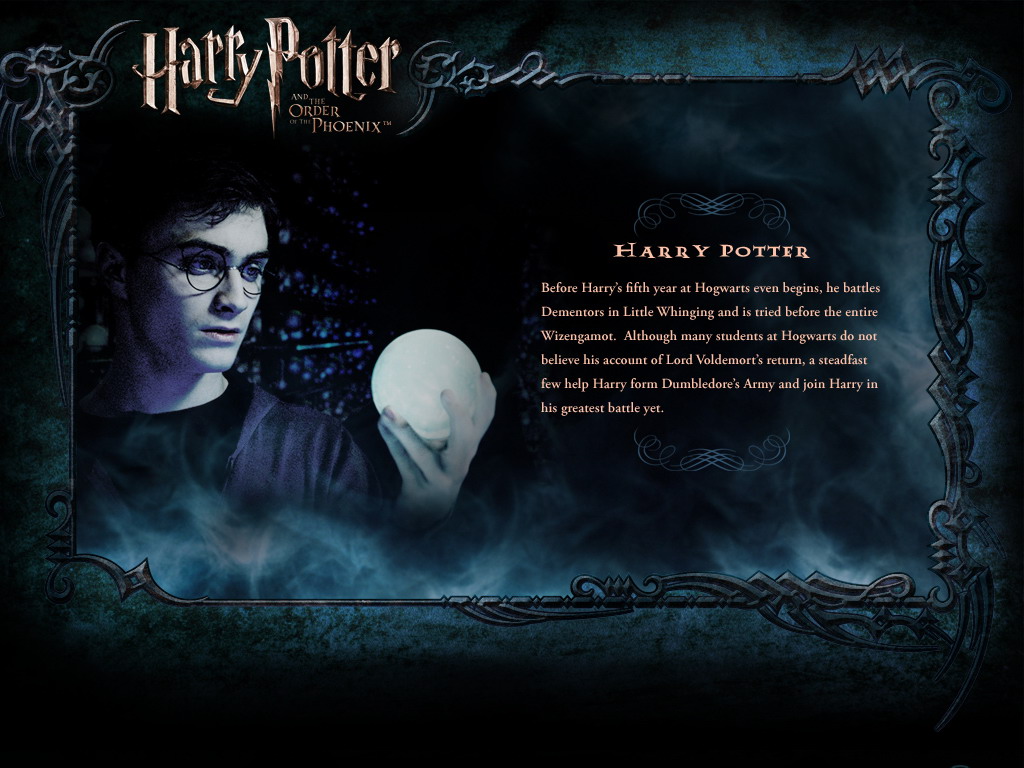 Harry Potter
AND THE
ORDER
OF THE PHOENIX™
HARRY POTTER
Before Harry's fifth year at Hogwarts even begins, he battles
Dementors in Little Whinging and is tried before the entire
Wizengamot.  Although many students at Hogwarts do not
believe his account of Lord Voldemort's return, a steadfast
few help Harry form Dumbledore's Army and join Harry in
his greatest battle yet.